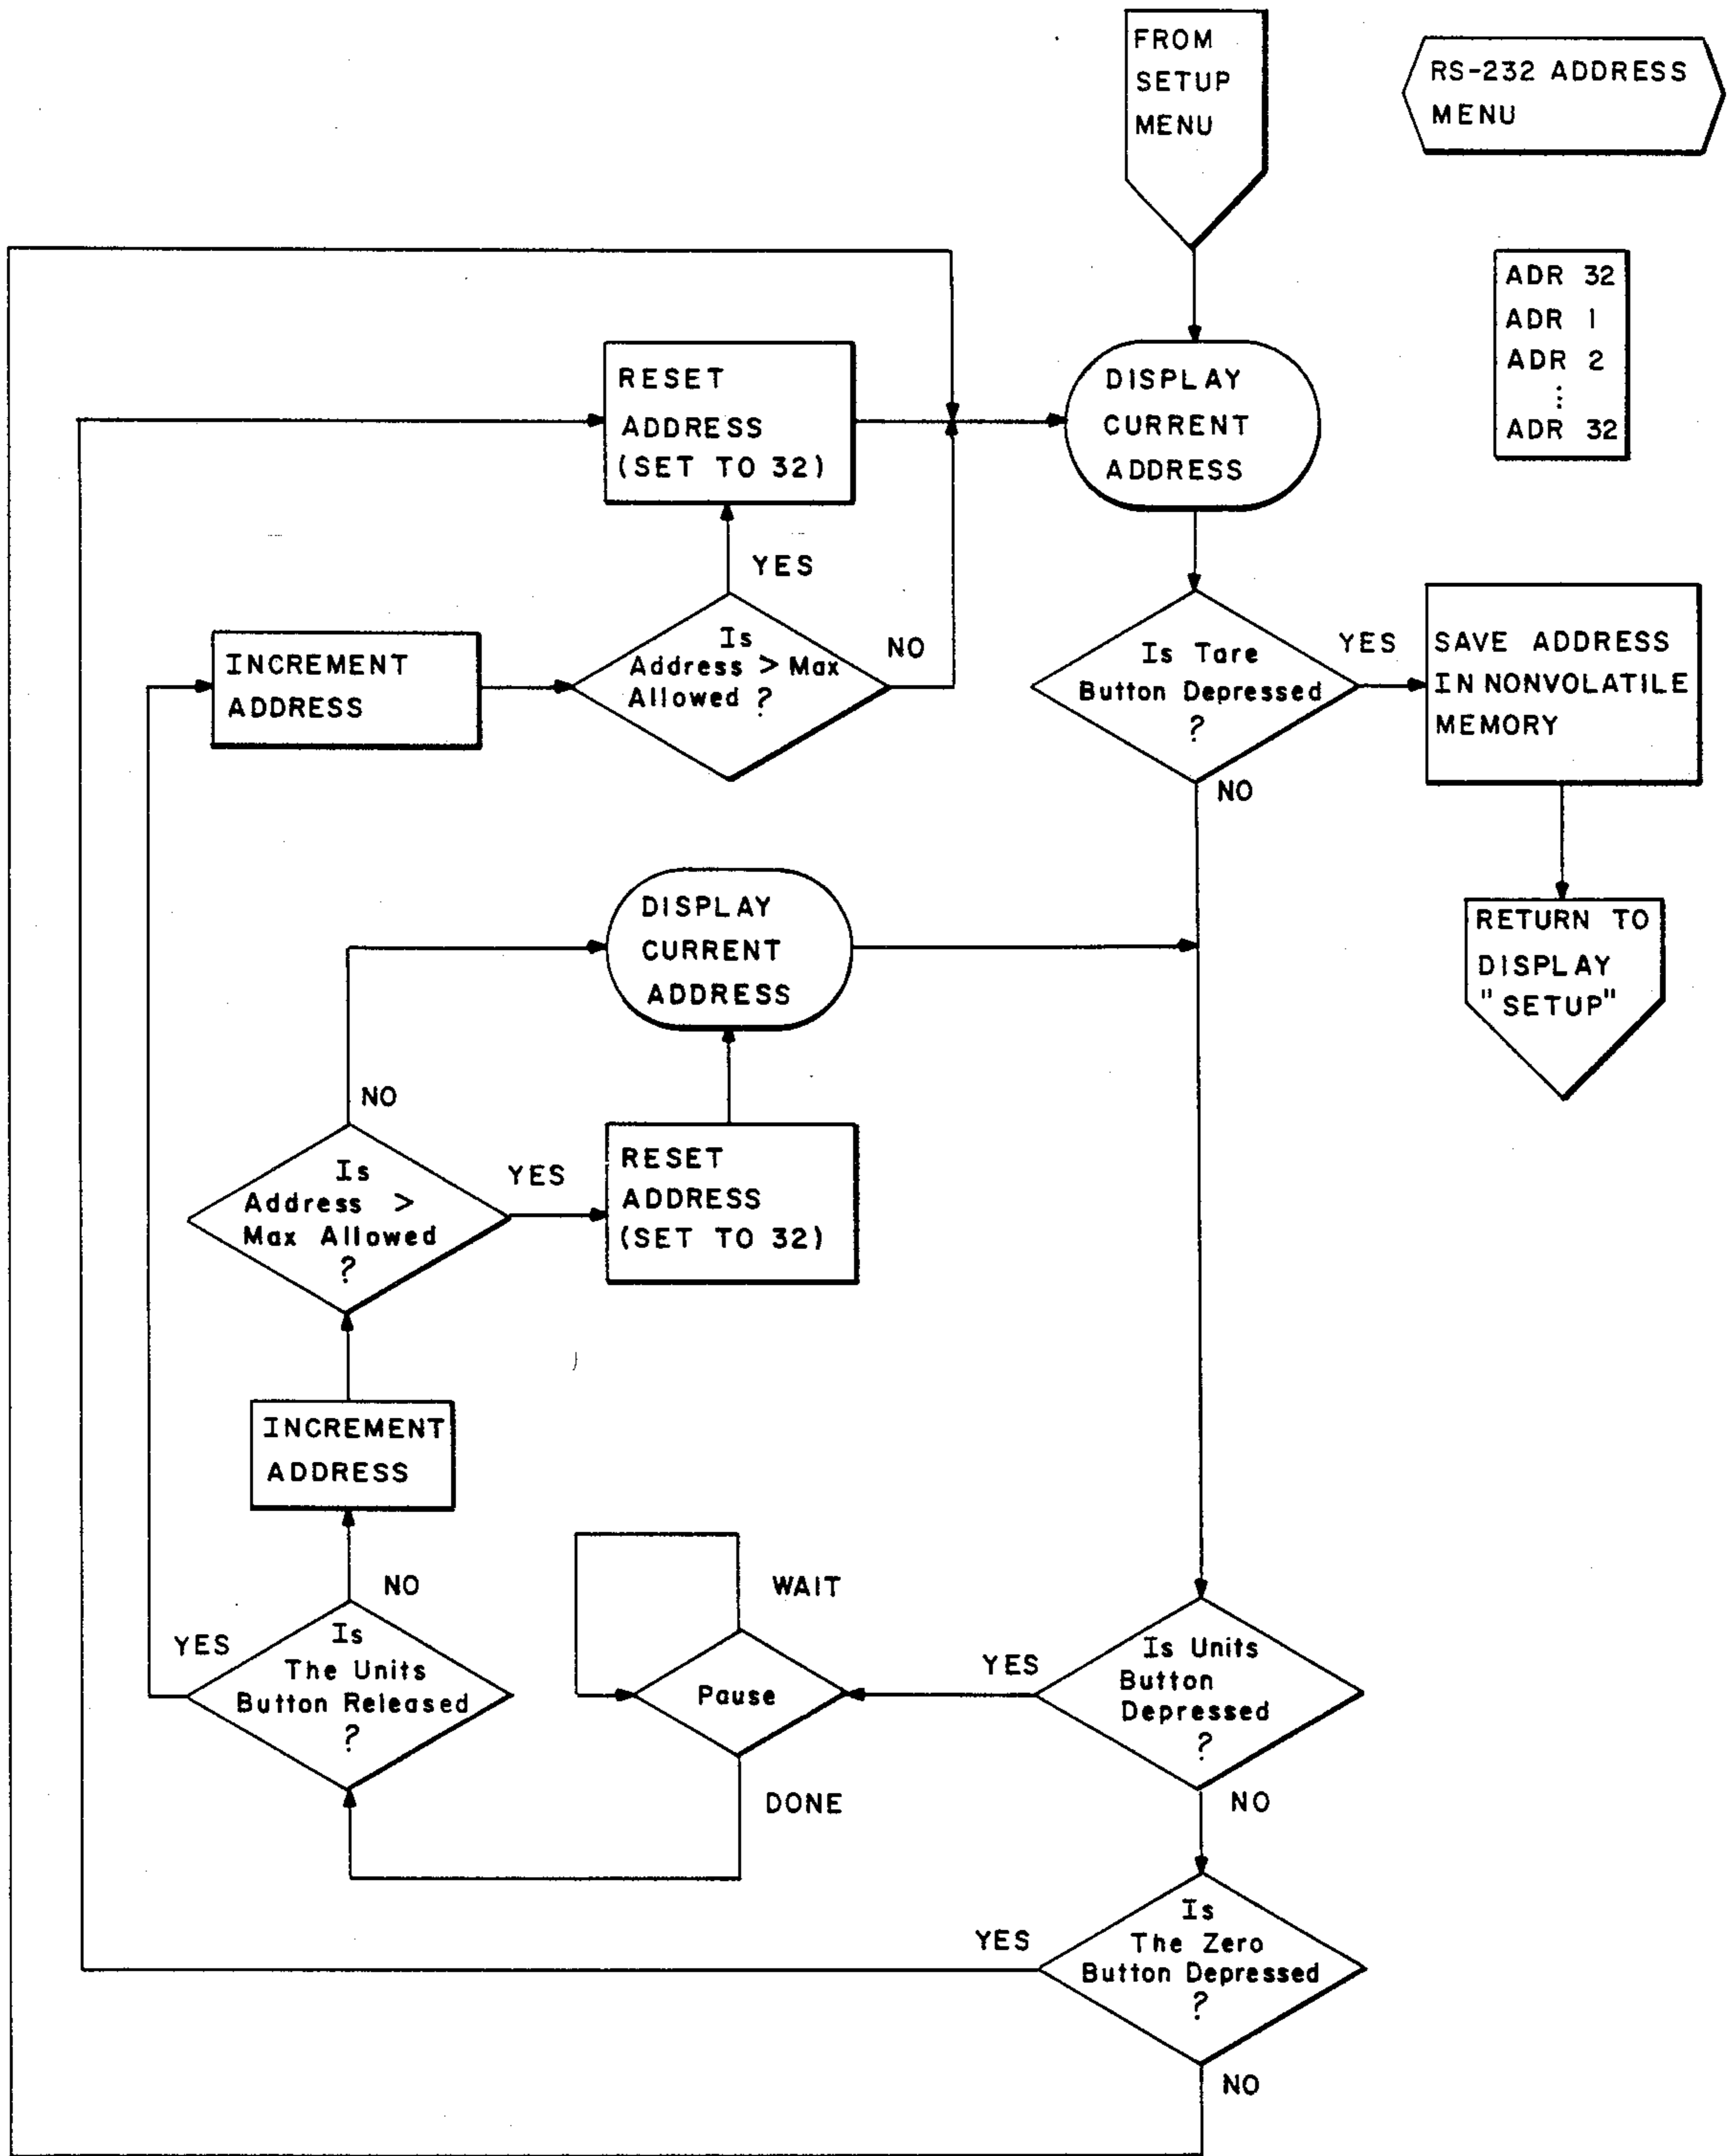 FROM
SETUP
MENU
RS-232 ADDRESS
MENU
ADR 32
ADR 1
ADR 2
⋮
ADR 32
RESET
ADDRESS
(SET TO 32)
DISPLAY
CURRENT
ADDRESS
YES
INCREMENT
ADDRESS
Is
Address > Max
Allowed ?
NO
Is Tare
Button Depressed
?
YES
SAVE ADDRESS
IN NONVOLATILE
MEMORY
NO
DISPLAY
CURRENT
ADDRESS
RETURN TO
DISPLAY
"SETUP"
NO
Is
Address >
Max Allowed
?
YES
RESET
ADDRESS
(SET TO 32)
INCREMENT
ADDRESS
NO
WAIT
YES
Is
The Units
Button Released
?
Pause
YES
Is Units
Button
Depressed
?
DONE
NO
YES
Is
The Zero
Button Depressed
?
NO